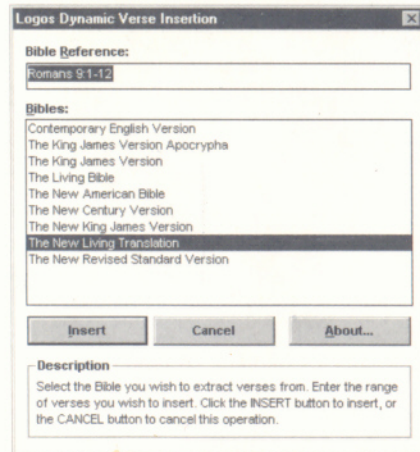 Logos Dynamic Verse Insertion
Bible Reference:
Romans 9:1-12
Bibles:
Contemporary English Version
The King James Version Apocrypha
The King James Version
The Living Bible
The New American Bible
The New Century Version
The New King James Version
The New Living Translation
The New Revised Standard Version
Insert
Cancel
About...
Description
Select the Bible you wish to extract verses from. Enter the range
of verses you wish to insert. Click the INSERT button to insert, or
the CANCEL button to cancel this operation.